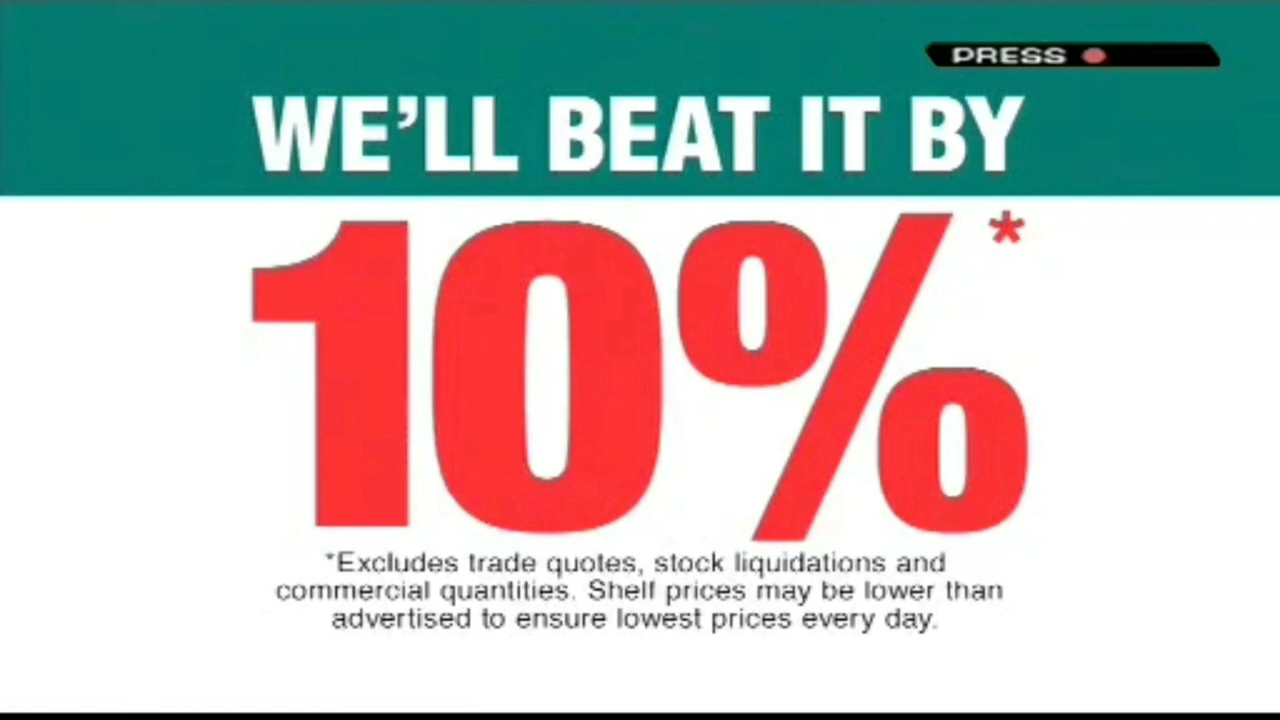 PRESS
WE'LL BEAT IT BY
10%*
*Excludes trade quotes, stock liquidations and
commercial quantities. Shelf prices may be lower than
advertised to ensure lowest prices every day.